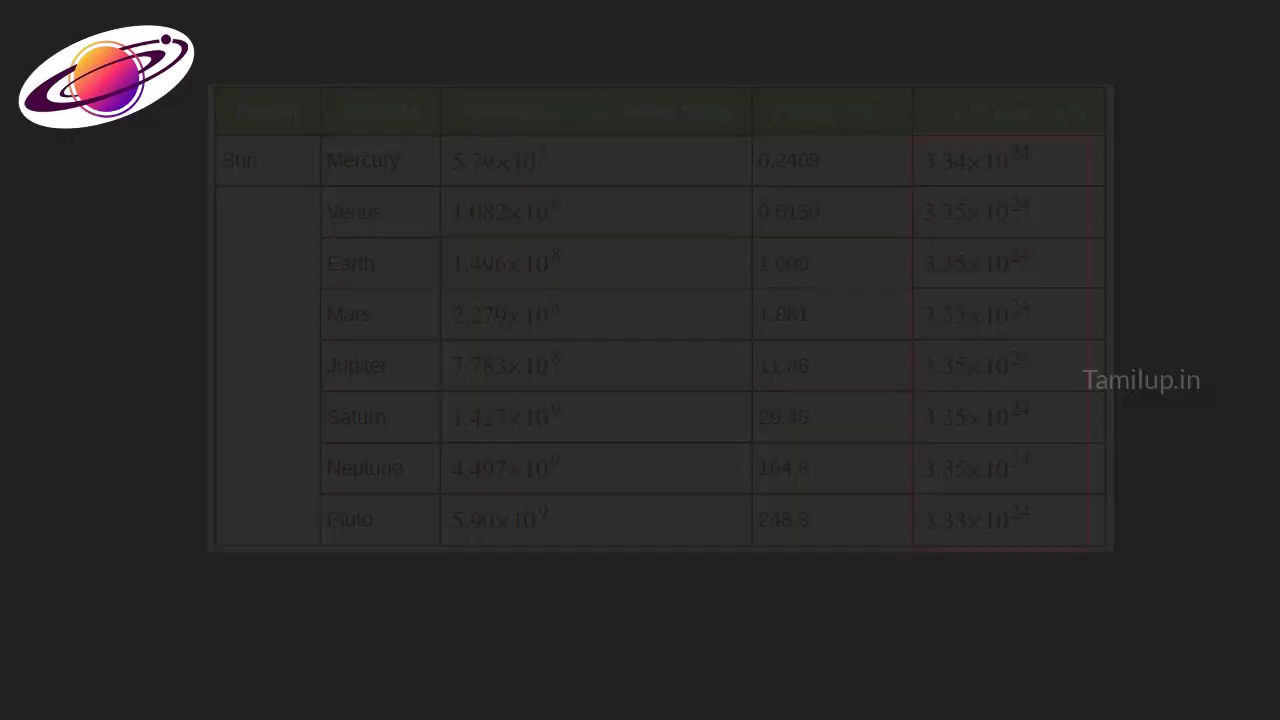 Sun Mercury 5.79×10⁷ 0.2409 3.34×10²⁴
Venus 1.082×10⁸ 0.6150 3.35×10²⁴
Earth 1.496×10⁸ 1.000 3.35×10²⁴
Mars 2.279×10⁸ 1.881 3.35×10²⁴
Jupiter 7.783×10⁸ 11.86 3.35×10²⁴
Tamilup.in
Saturn 1.427×10⁹ 29.46 3.35×10²⁴
Neptune 4.497×10⁹ 164.8 3.35×10²⁴
Pluto 5.90×10⁹ 248.3 3.33×10²⁴